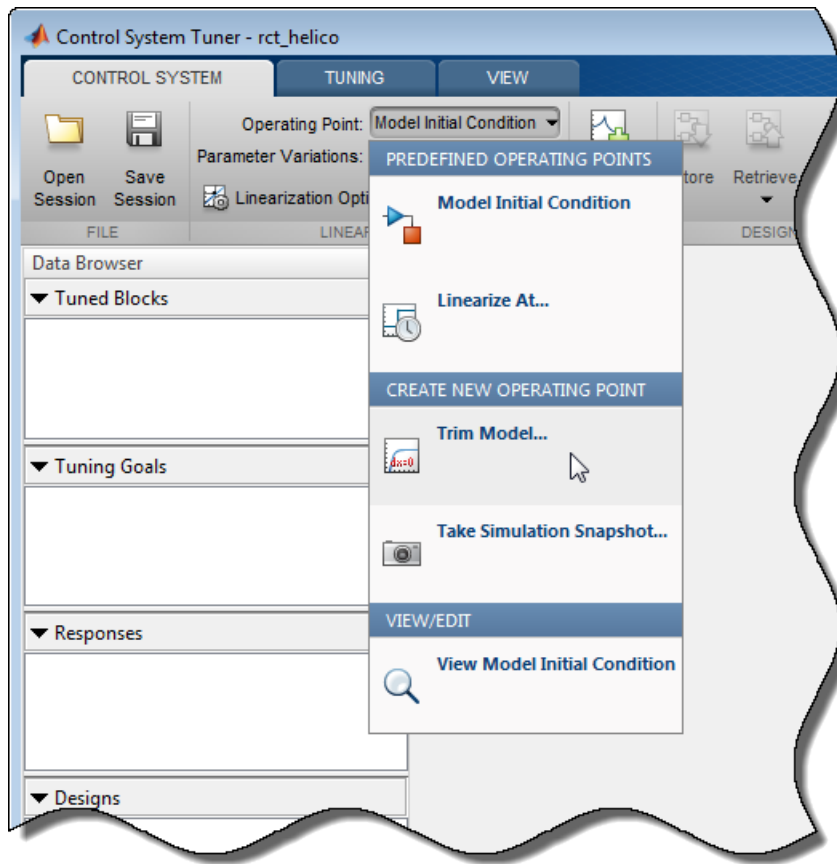 Control System Tuner - rct_helico
CONTROL SYSTEM
TUNING
VIEW
Open
Session
Save
Session
Operating Point:
Model Initial Condition
Parameter Variations:
Linearization Opti
tore
Retrieve
FILE
LINEAR
DESIGN
PREDEFINED OPERATING POINTS
Model Initial Condition
Linearize At...
CREATE NEW OPERATING POINT
dx=0
Trim Model...
Take Simulation Snapshot...
VIEW/EDIT
View Model Initial Condition
Data Browser
Tuned Blocks
Tuning Goals
Responses
Designs